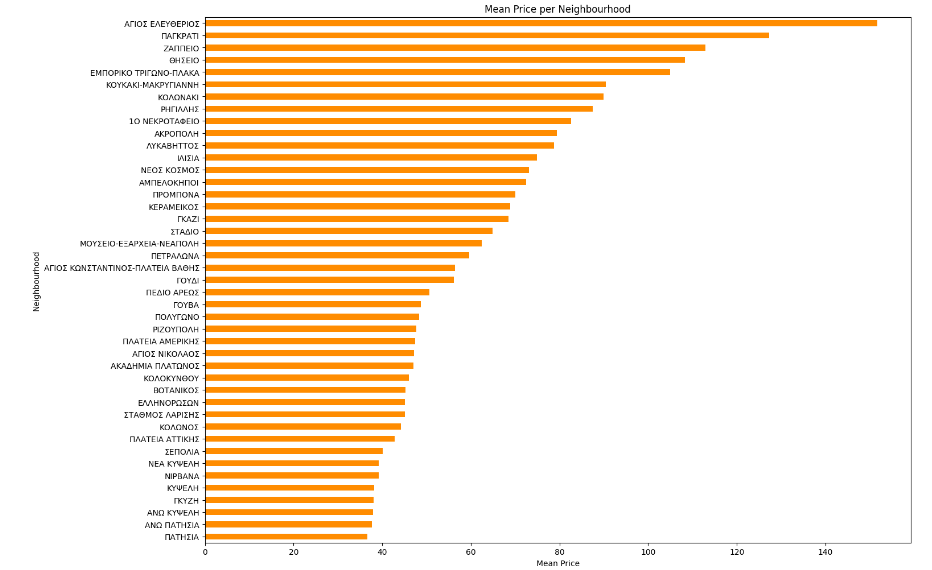 Mean Price per Neighbourhood
ΑΓΙΟΣ ΕΛΕΥΘΕΡΙΟΣ
ΠΑΓΚΡΑΤΙ
ΖΑΠΠΕΙΟ
ΘΗΣΕΙΟ
ΕΜΠΟΡΙΚΟ ΤΡΙΓΩΝΟ-ΠΛΑΚΑ
ΚΟΥΚΑΚΙ-ΜΑΚΡΥΓΙΑΝΝΗ
ΚΟΛΩΝΑΚΙ
ΡΗΓΙΛΛΗΣ
1Ο ΝΕΚΡΟΤΑΦΕΙΟ
ΑΚΡΟΠΟΛΗ
ΛΥΚΑΒΗΤΤΟΣ
ΙΛΙΣΙΑ
ΝΕΟΣ ΚΟΣΜΟΣ
ΑΜΠΕΛΟΚΗΠΟΙ
ΠΡΟΜΠΟΝΑ
ΚΕΡΑΜΕΙΚΟΣ
ΓΚΑΖΙ
ΣΤΑΔΙΟ
ΜΟΥΣΕΙΟ-ΕΞΑΡΧΕΙΑ-ΝΕΑΠΟΛΗ
ΠΕΤΡΑΛΩΝΑ
ΑΓΙΟΣ ΚΩΝΣΤΑΝΤΙΝΟΣ-ΠΛΑΤΕΙΑ ΒΑΘΗΣ
ΓΟΥΔΙ
ΠΕΔΙΟ ΑΡΕΩΣ
ΓΟΥΒΑ
ΠΟΛΥΓΩΝΟ
ΡΙΖΟΥΠΟΛΗ
ΠΛΑΤΕΙΑ ΑΜΕΡΙΚΗΣ
ΑΓΙΟΣ ΝΙΚΟΛΑΟΣ
ΑΚΑΔΗΜΙΑ ΠΛΑΤΩΝΟΣ
ΚΟΛΟΚΥΝΘΟΥ
ΒΟΤΑΝΙΚΟΣ
ΕΛΛΗΝΟΡΩΣΩΝ
ΣΤΑΘΜΟΣ ΛΑΡΙΣΗΣ
ΚΟΛΩΝΟΣ
ΠΛΑΤΕΙΑ ΑΤΤΙΚΗΣ
ΣΕΠΟΛΙΑ
ΝΕΑ ΚΥΨΕΛΗ
ΝΙΡΒΑΝΑ
ΚΥΨΕΛΗ
ΓΚΥΖΗ
ΑΝΩ ΚΥΨΕΛΗ
ΑΝΩ ΠΑΤΗΣΙΑ
ΠΑΤΗΣΙΑ
Neighbourhood
0 20 40 60 80 100 120 140
Mean Price